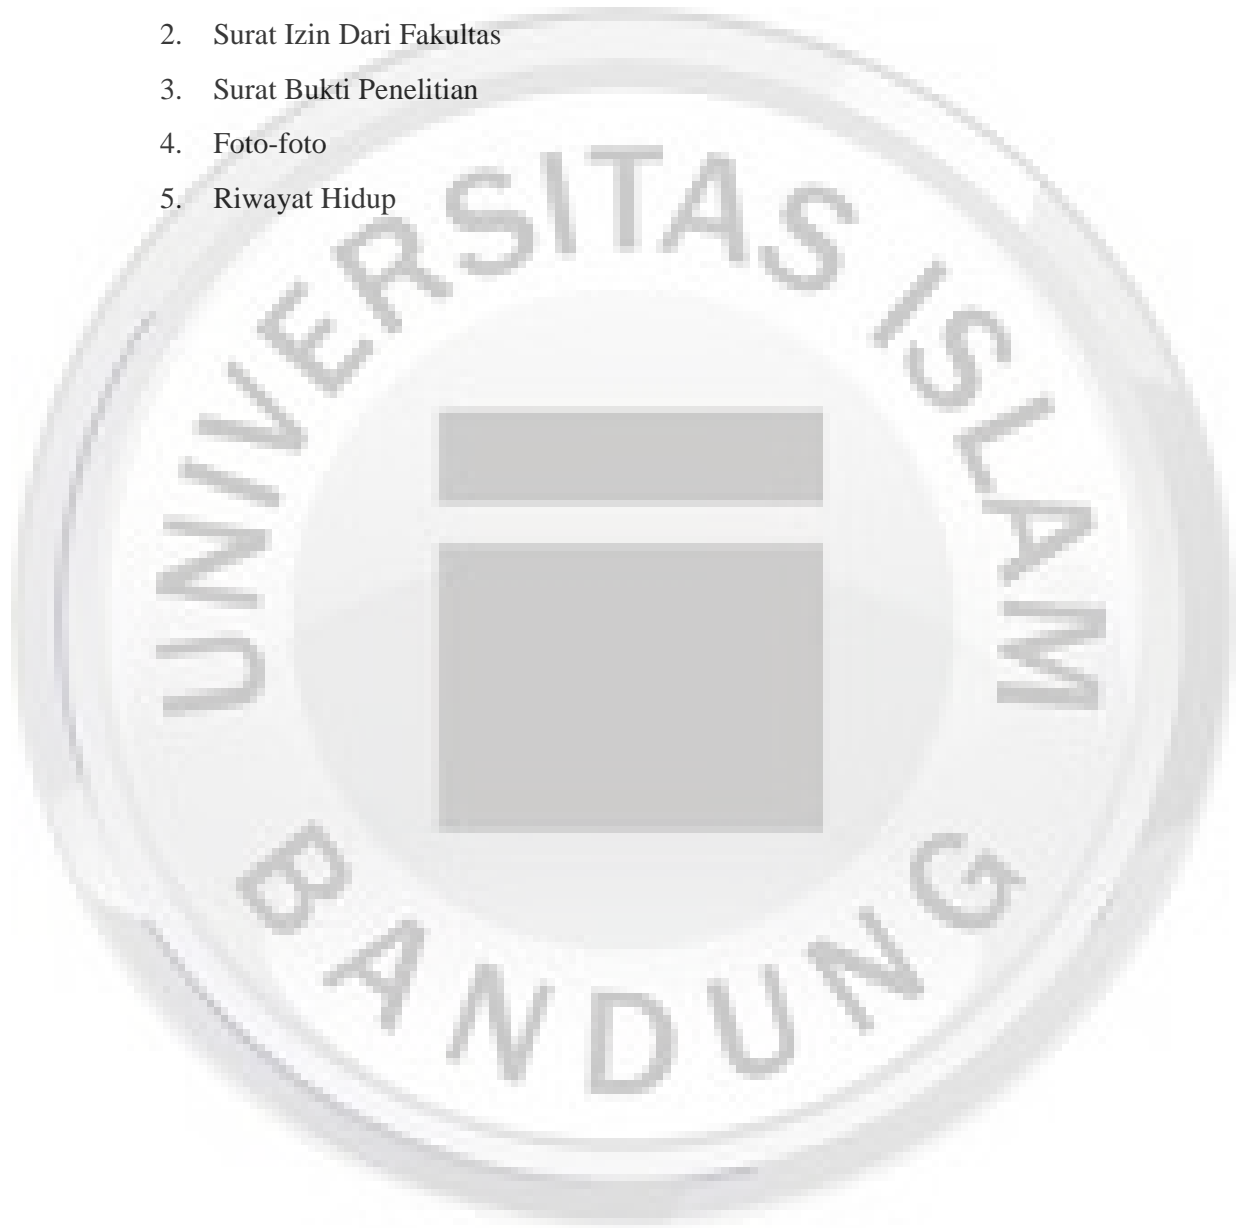 2. Surat Izin Dari Fakultas
3. Surat Bukti Penelitian
4. Foto-foto
5. Riwayat Hidup
UNIVERSITAS ISLAM
BANDUNG